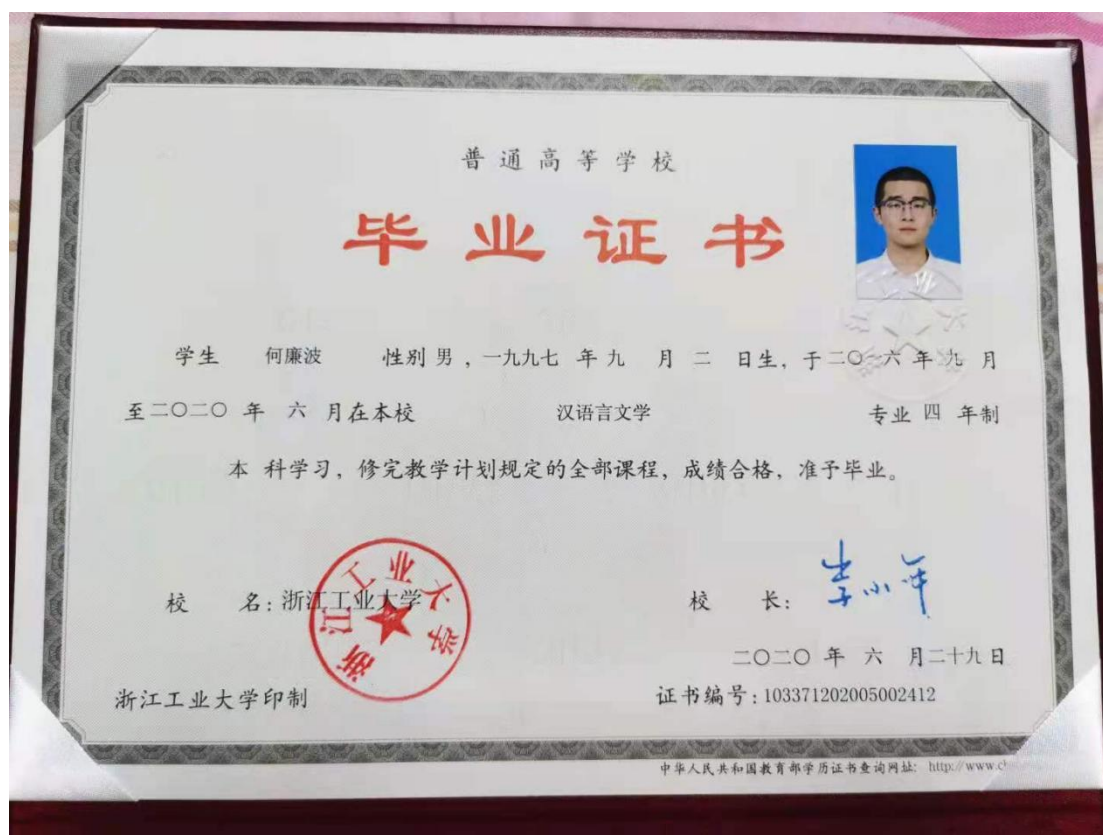 普通高等学校
毕业证书
学生 何廉波 性别 男 , 一九九七 年 九 月 二 日生, 于二〇一六 年 九 月
至二〇二〇 年 六 月在本校 汉语言文学 专业 四 年制
本 科学习, 修完教学计划规定的全部课程, 成绩合格, 准予毕业。
浙江工业大学
校 名: 浙江工业大学 校 长: 李小年
二〇二〇 年 六 月二十九日
浙江工业大学印制 证书编号: 103371202005002412
中华人民共和国教育部学历证书查询网址: http://www.c